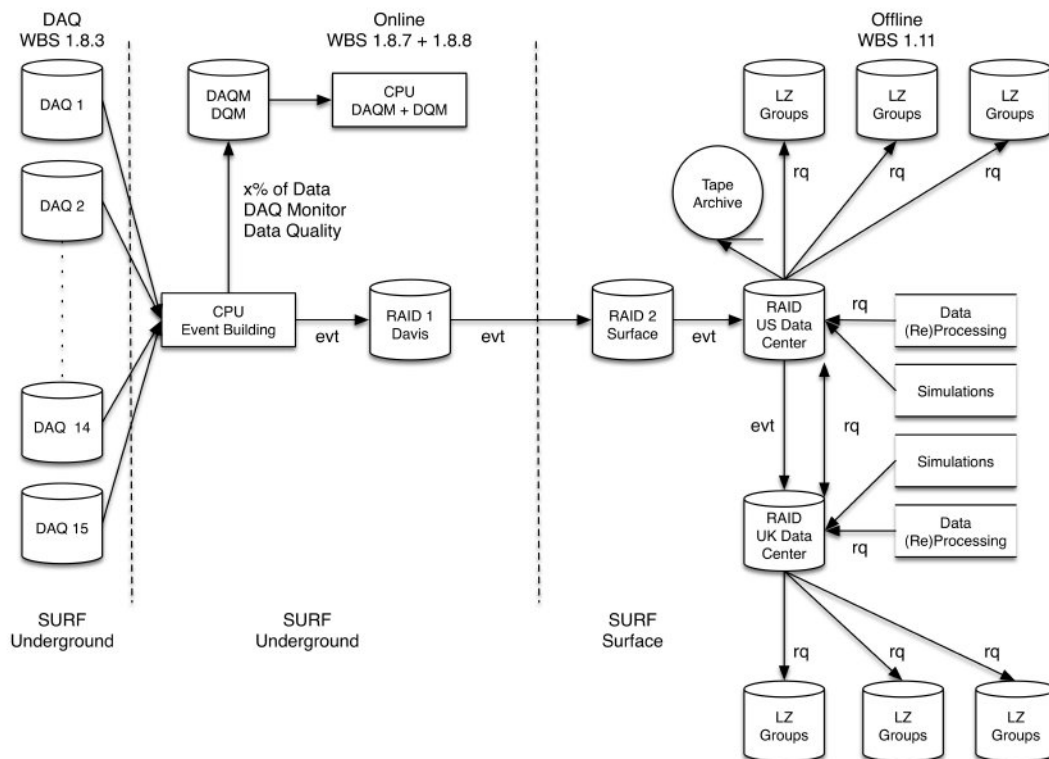 DAQ
WBS 1.8.3
Online
WBS 1.8.7 + 1.8.8
Offline
WBS 1.11
DAQ 1
DAQ 2
DAQ 14
DAQ 15
DAQM
DQM
CPU
DAQM + DQM
x% of Data
DAQ Monitor
Data Quality
CPU
Event Building
evt
RAID 1
Davis
evt
RAID 2
Surface
evt
RAID
US Data
Center
Tape
Archive
LZ
Groups
LZ
Groups
LZ
Groups
rq
rq
rq
rq
Data
(Re)Processing
Simulations
evt
rq
Simulations
RAID
UK Data
Center
rq
Data
(Re)Processing
SURF
Underground
SURF
Underground
SURF
Surface
rq
rq
rq
LZ
Groups
LZ
Groups
LZ
Groups